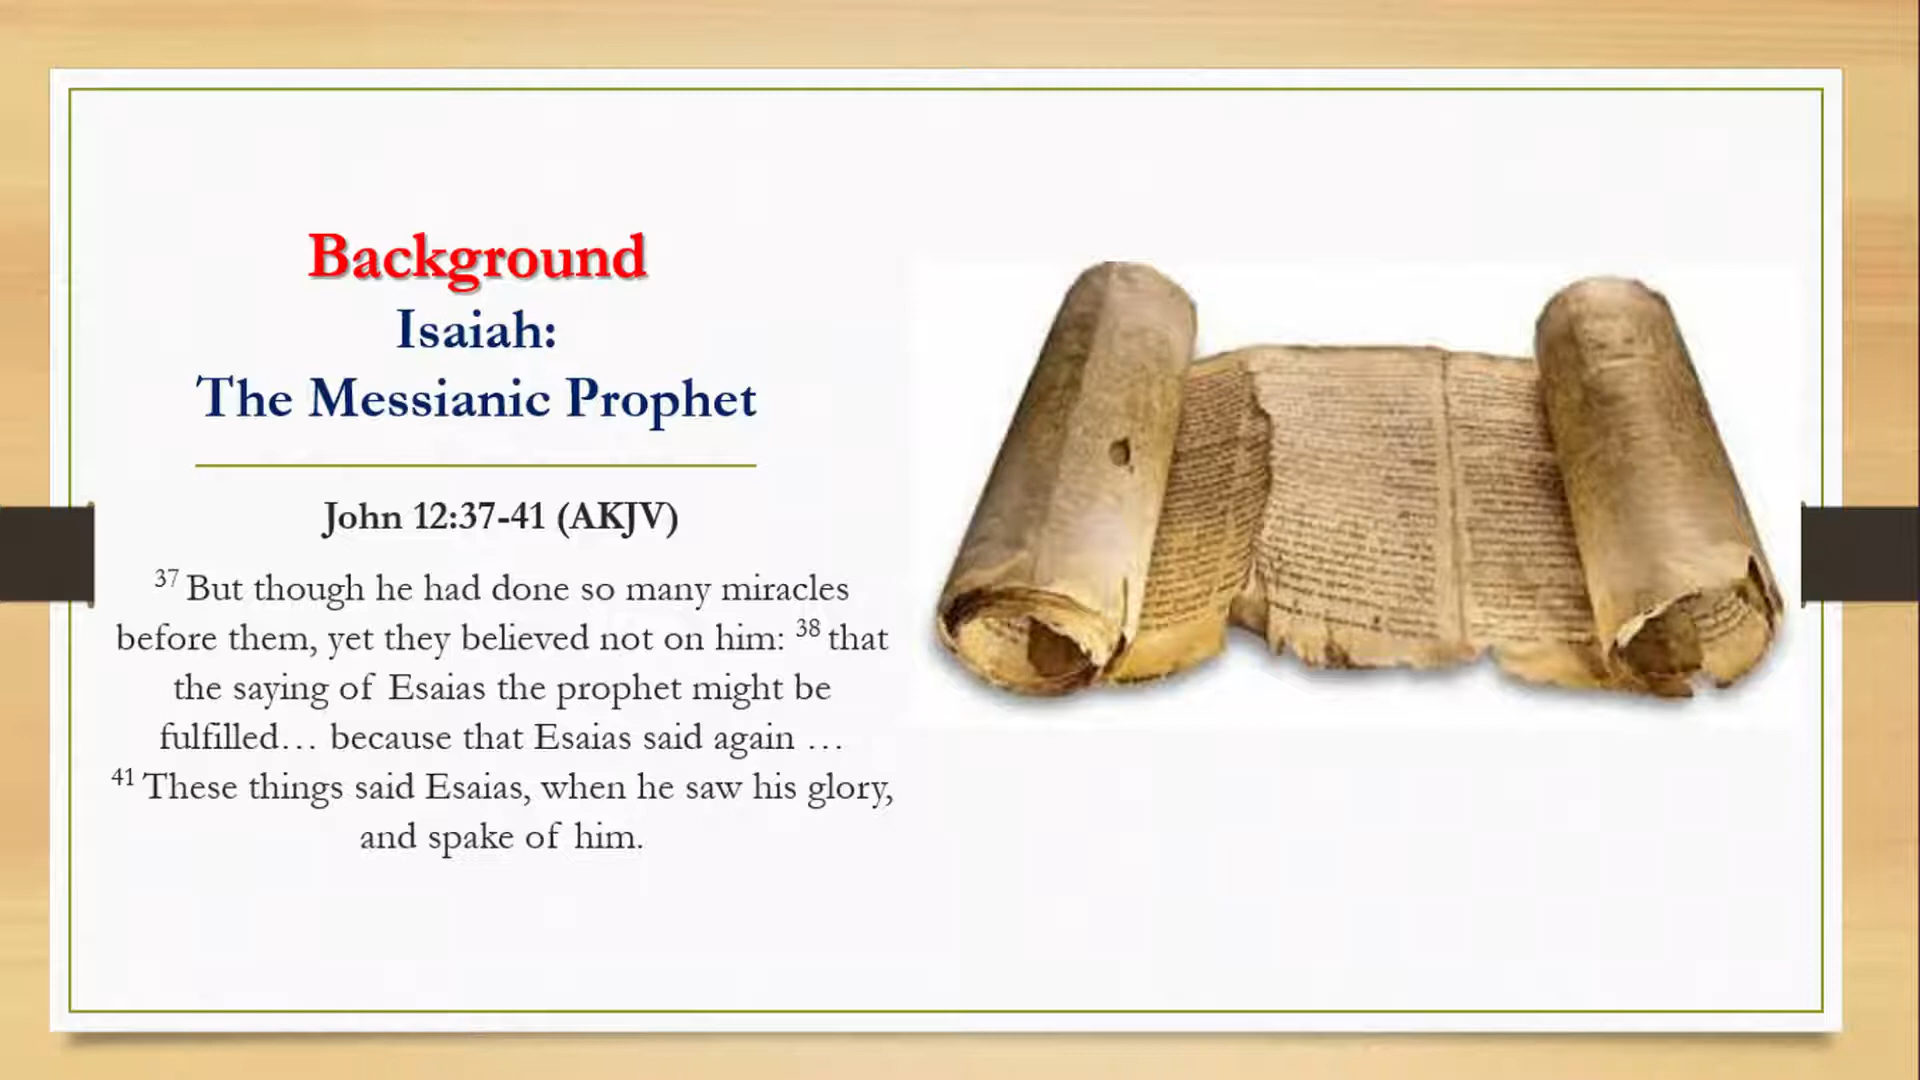 Background
Isaiah:
The Messianic Prophet
John 12:37-41 (AKJV)
37 But though he had done so many miracles
before them, yet they believed not on him: 38 that
the saying of Esaias the prophet might be
fulfilled… because that Esaias said again …
41 These things said Esaias, when he saw his glory,
and spake of him.